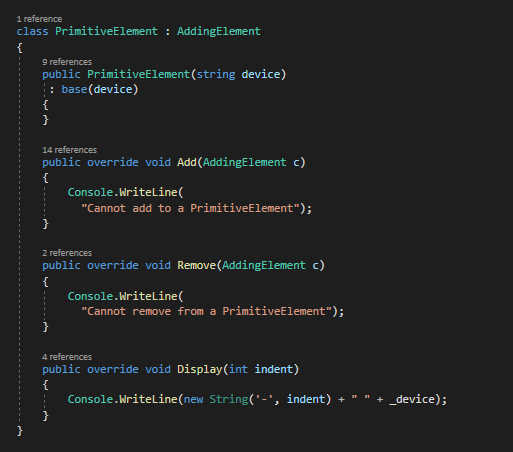 1 reference
class PrimitiveElement : AddingElement
{
9 references
public PrimitiveElement(string device)
: base(device)
{
}
14 references
public override void Add(AddingElement c)
{
Console.WriteLine(
"Cannot add to a PrimitiveElement");
}
2 references
public override void Remove(AddingElement c)
{
Console.WriteLine(
"Cannot remove from a PrimitiveElement");
}
4 references
public override void Display(int indent)
{
Console.WriteLine(new String('-', indent) + " " + _device);
}
}